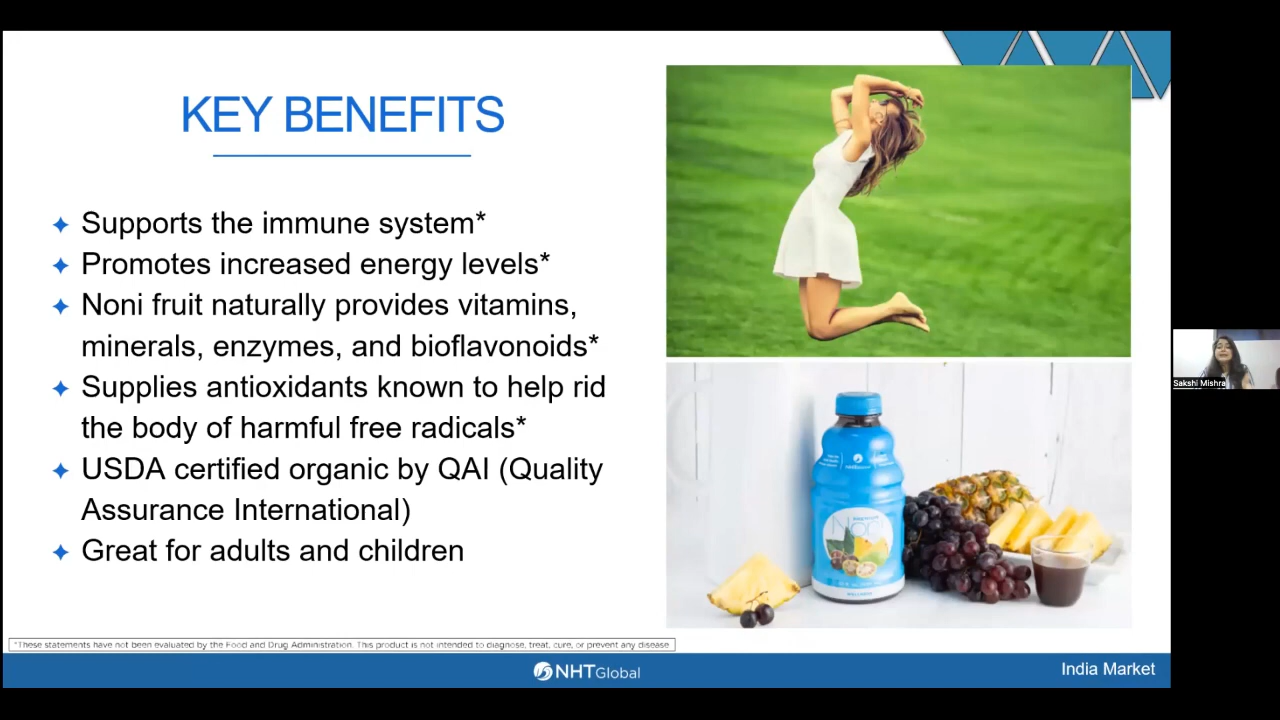 KEY BENEFITS
Supports the immune system*
Promotes increased energy levels*
Noni fruit naturally provides vitamins,
minerals, enzymes, and bioflavonoids*
Supplies antioxidants known to help rid
the body of harmful free radicals*
USDA certified organic by QAI (Quality
Assurance International)
Great for adults and children
Noni
Sakshi Mishra
*These statements have not been evaluated by the Food and Drug Administration. This product is not intended to diagnose, treat, cure, or prevent any disease
NHTGlobal
India Market